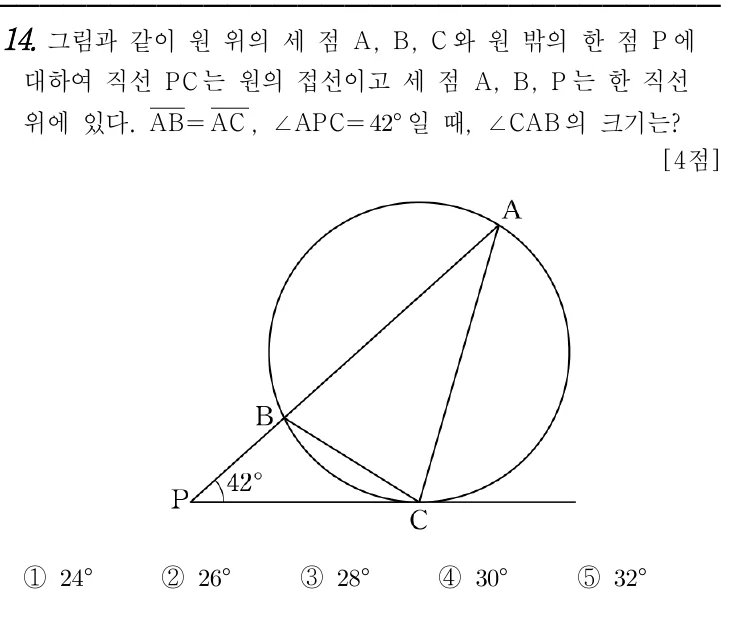 14. 그림과 같이 원 위의 세 점 A, B, C와 원 밖의 한 점 P에
대하여 직선 PC는 원의 접선이고 세 점 A, B, P는 한 직선
위에 있다. A̅B̅=A̅C̅, ∠APC=42°일 때, ∠CAB의 크기는?
[4점]
A
B
42°
P
C
① 24° ② 26° ③ 28° ④ 30° ⑤ 32°